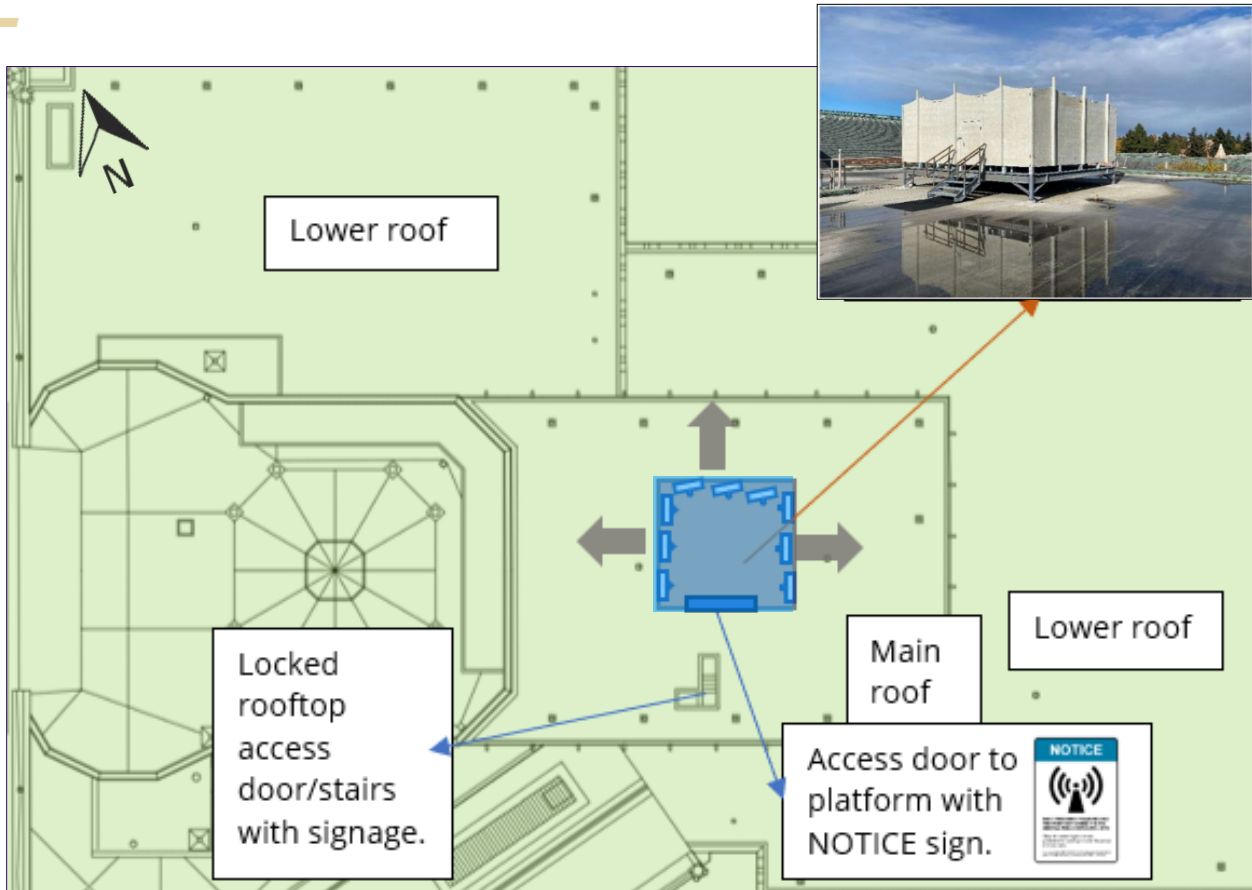 N
Lower roof
Lower roof
Main
roof
Locked
rooftop
access
door/stairs
with signage.
Access door to
platform with
NOTICE sign.
NOTICE